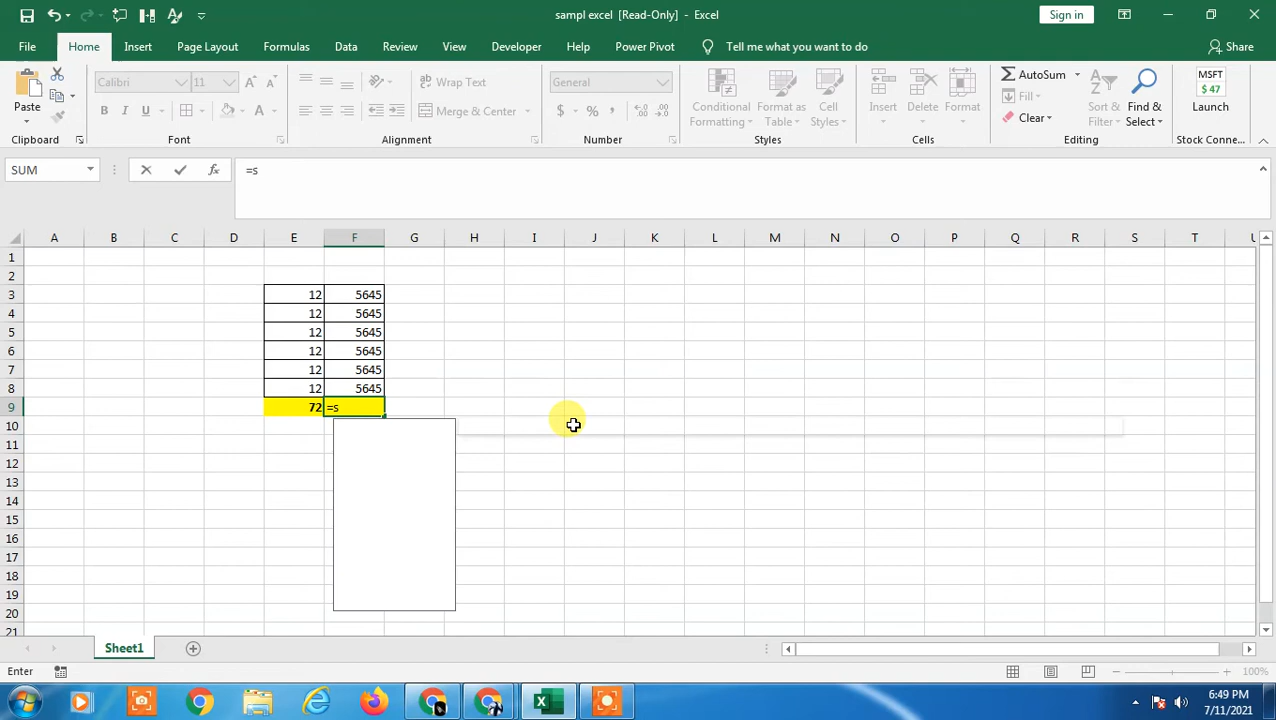 sampl excel [Read-Only] - Excel
Sign in
File Home Insert Page Layout Formulas Data Review View Developer Help Power Pivot Tell me what you want to do Share
Paste
Clipboard
Calibri 11
B I U A
Font
Wrap Text
Merge & Center
Alignment
General
$ % ,
Number
Conditional Formatting
Format as Table
Cell Styles
Styles
Insert Delete Format
Cells
AutoSum
Fill
Clear
Sort & Filter
Find & Select
Editing
MSFT
$ 47
Launch
Stock Conne...
SUM fx =s
A B C D E F G H I J K L M N O P Q R S T U
1
2
3 12 5645
4 12 5645
5 12 5645
6 12 5645
7 12 5645
8 12 5645
9 72 =s
10
11
12
13
14
15
16
17
18
19
20
21
Sheet1
Enter 100%
6:49 PM
7/11/2021